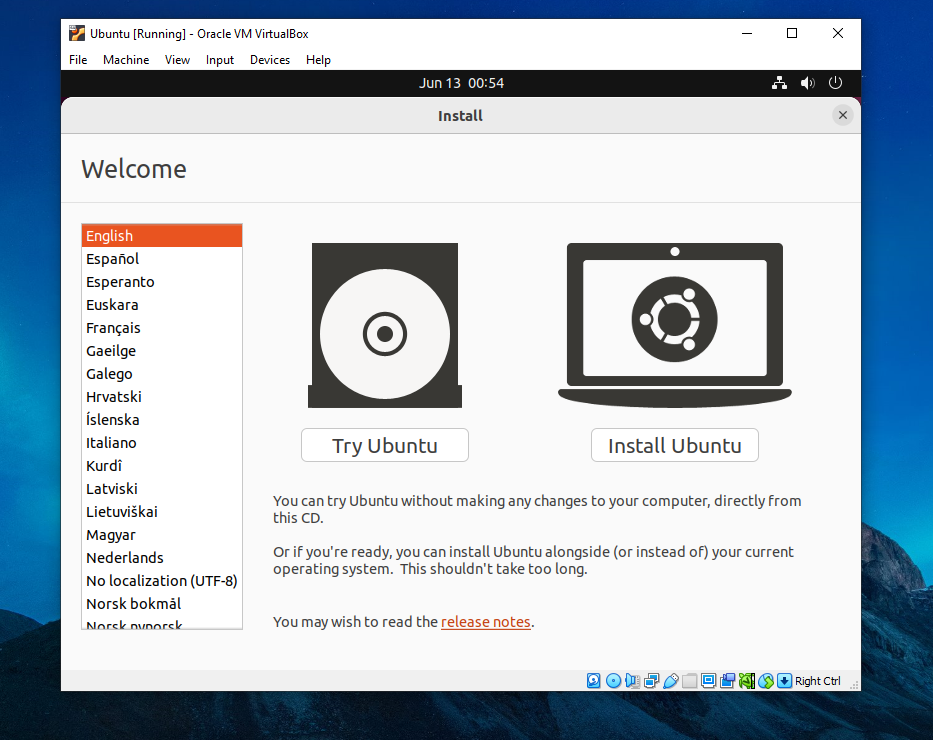 Ubuntu [Running] - Oracle VM VirtualBox
File Machine View Input Devices Help
Jun 13 00:54
Install
Welcome
English
Español
Esperanto
Euskara
Français
Gaeilge
Galego
Hrvatski
Íslenska
Italiano
Kurdî
Latviski
Lietuviškai
Magyar
Nederlands
No localization (UTF-8)
Norsk bokmål
Norsk nynorsk
Try Ubuntu
Install Ubuntu
You can try Ubuntu without making any changes to your computer, directly from
this CD.
Or if you're ready, you can install Ubuntu alongside (or instead of) your current
operating system. This shouldn't take too long.
You may wish to read the release notes.
Right Ctrl